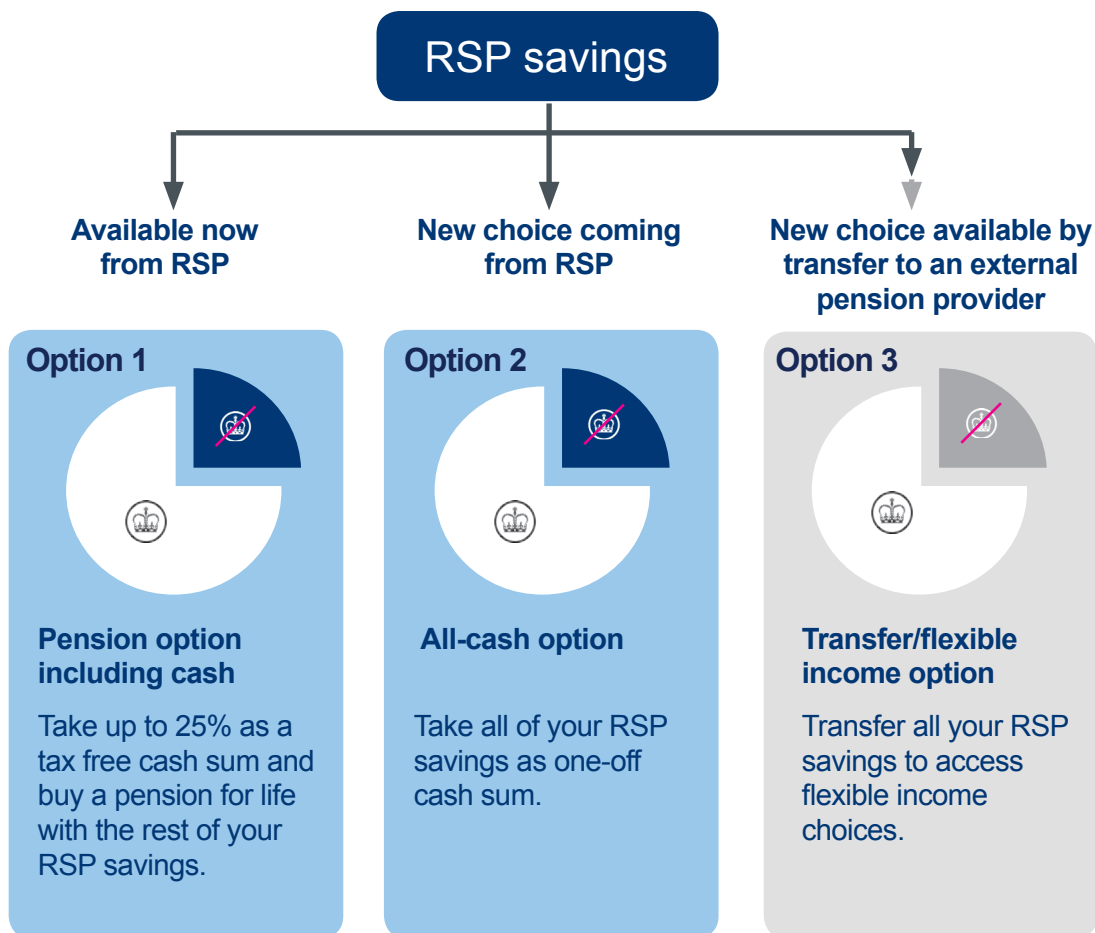 RSP savings
Available now
from RSP
New choice coming
from RSP
New choice available by
transfer to an external
pension provider
Option 1
Pension option
including cash
Take up to 25% as a
tax free cash sum and
buy a pension for life
with the rest of your
RSP savings.
Option 2
All-cash option
Take all of your RSP
savings as one-off
cash sum.
Option 3
Transfer/flexible
income option
Transfer all your RSP
savings to access
flexible income
choices.